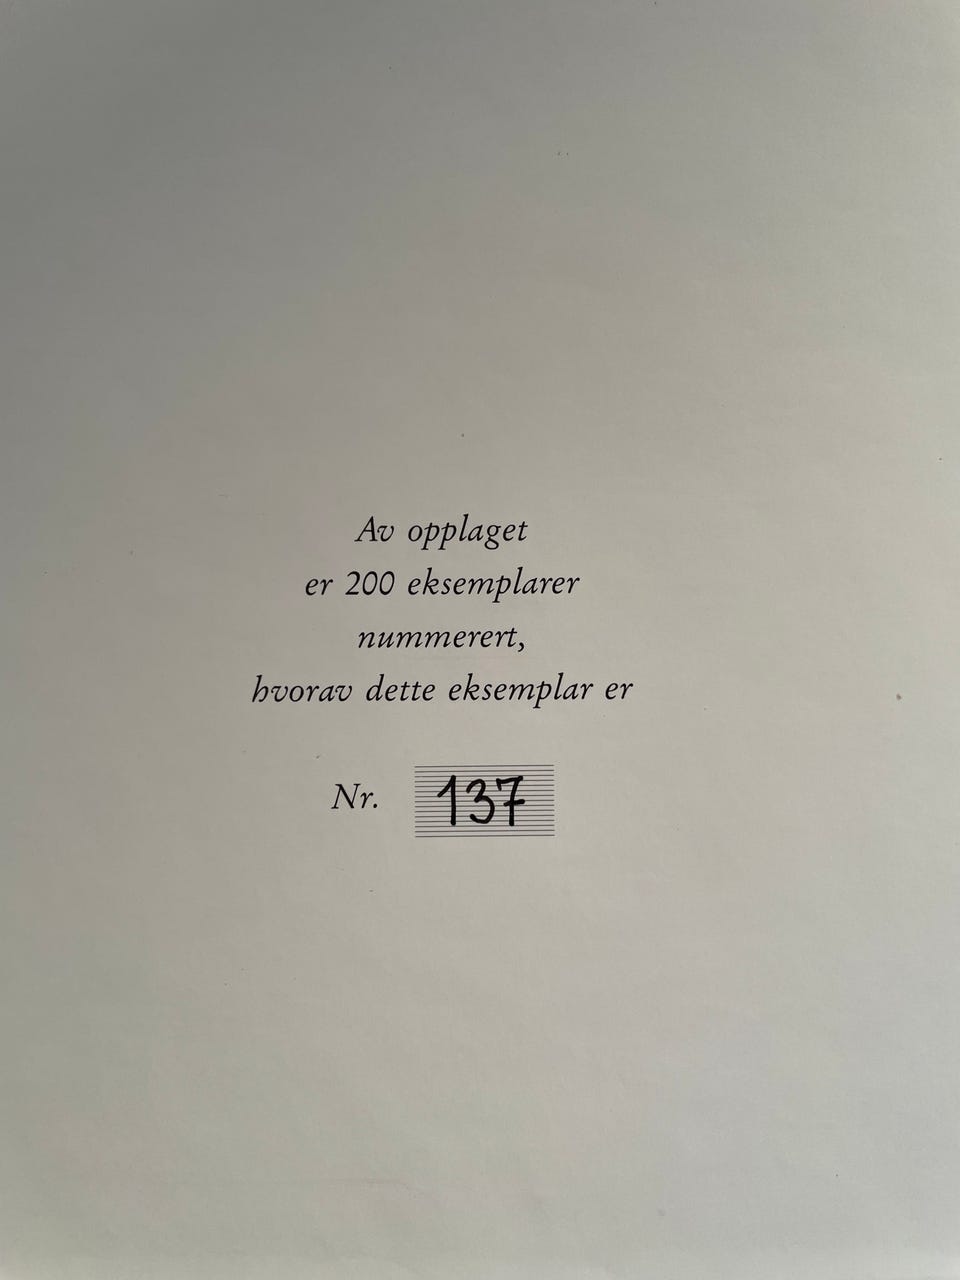 Av opplaget
er 200 eksemplarer
nummerert,
hvorav dette eksemplar er
Nr. 137